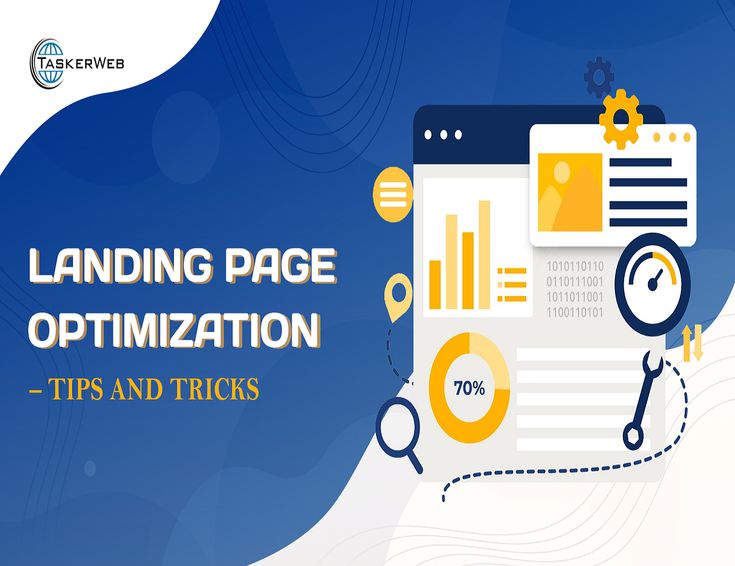 TASKERWEB
LANDING PAGE
OPTIMIZATION
– TIPS AND TRICKS
1010110110
0110111001
1011011001
1100110101
70%